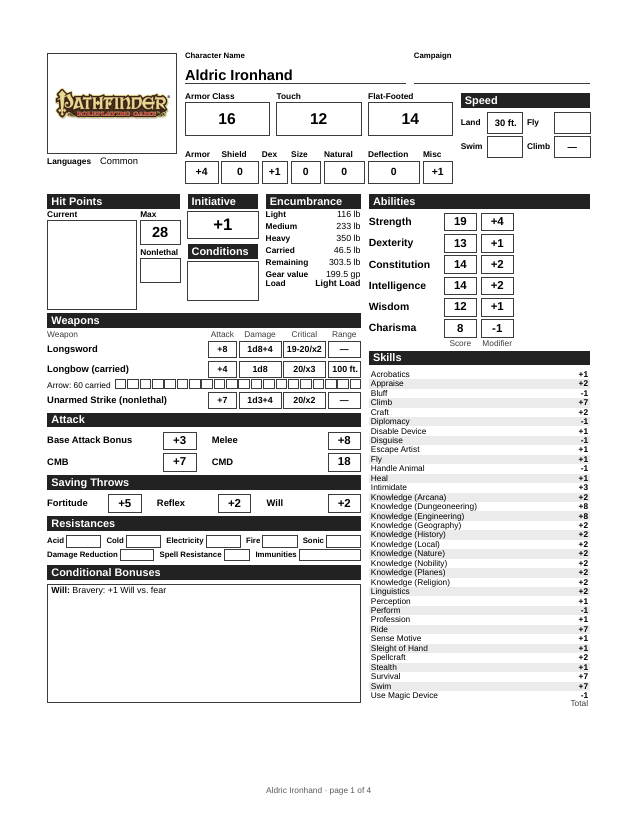 Character Name Campaign
Aldric Ironhand
PATHFINDER
ROLEPLAYING GAME
Languages Common
Armor Class Touch Flat-Footed
16 12 14
Armor Shield Dex Size Natural Deflection Misc
+4 0 +1 0 0 0 +1
Speed
Land 30 ft. Fly
Swim Climb —
Hit Points
Current Max
28
Nonlethal
Initiative
+1
Conditions
Encumbrance
Light 116 lb
Medium 233 lb
Heavy 350 lb
Carried 46.5 lb
Remaining 303.5 lb
Gear value 199.5 gp
Load Light Load
Abilities
Strength 19 +4
Dexterity 13 +1
Constitution 14 +2
Intelligence 14 +2
Wisdom 12 +1
Charisma 8 -1
Score Modifier
Weapons
Weapon Attack Damage Critical Range
Longsword +8 1d8+4 19-20/x2 —
Longbow (carried) +4 1d8 20/x3 100 ft.
Arrow: 60 carried
Unarmed Strike (nonlethal) +7 1d3+4 20/x2 —
Attack
Base Attack Bonus +3 Melee +8
CMB +7 CMD 18
Saving Throws
Fortitude +5 Reflex +2 Will +2
Resistances
Acid Cold Electricity Fire Sonic
Damage Reduction Spell Resistance Immunities
Conditional Bonuses
Will: Bravery: +1 Will vs. fear
Skills
Acrobatics +1
Appraise +2
Bluff -1
Climb +7
Craft +2
Diplomacy -1
Disable Device +1
Disguise -1
Escape Artist +1
Fly +1
Handle Animal -1
Heal +1
Intimidate +3
Knowledge (Arcana) +2
Knowledge (Dungeoneering) +8
Knowledge (Engineering) +8
Knowledge (Geography) +2
Knowledge (History) +2
Knowledge (Local) +2
Knowledge (Nature) +2
Knowledge (Nobility) +2
Knowledge (Planes) +2
Knowledge (Religion) +2
Linguistics +2
Perception +1
Perform -1
Profession +1
Ride +7
Sense Motive +1
Sleight of Hand +1
Spellcraft +2
Stealth +1
Survival +7
Swim +7
Use Magic Device -1
Total
Aldric Ironhand · page 1 of 4